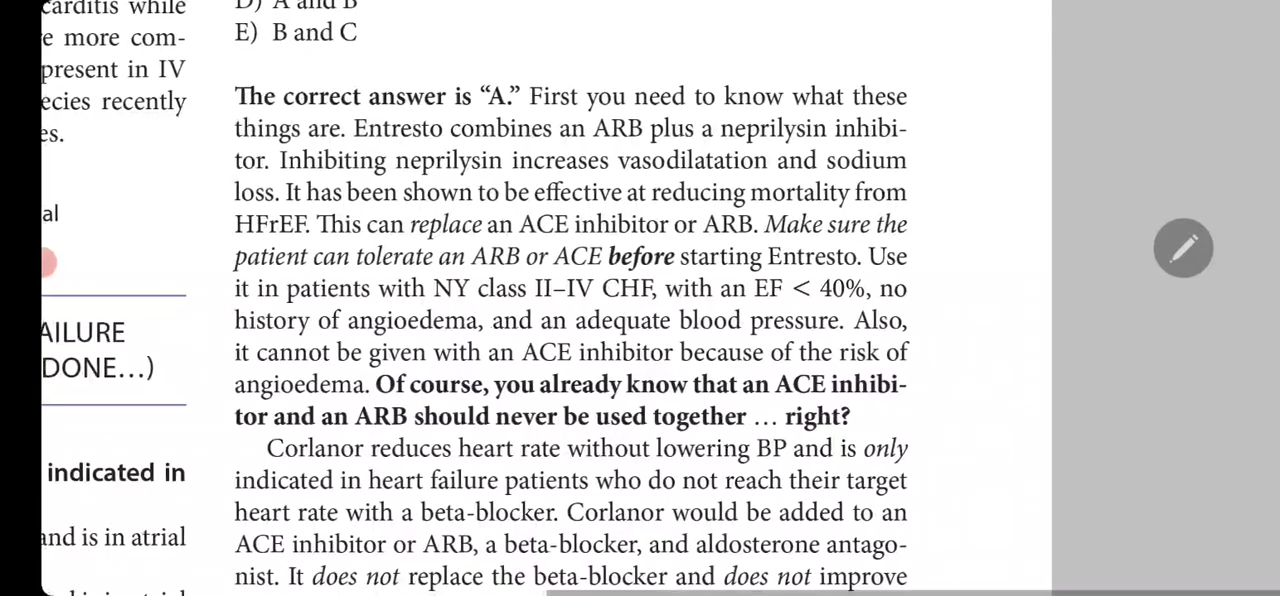 carditis while
e more com-
present in IV
ecies recently
es.
al
AILURE
DONE…)
indicated in
and is in atrial
D) A and B
E) B and C
The correct answer is “A.” First you need to know what these
things are. Entresto combines an ARB plus a neprilysin inhibi-
tor. Inhibiting neprilysin increases vasodilatation and sodium
loss. It has been shown to be effective at reducing mortality from
HFrEF. This can replace an ACE inhibitor or ARB. Make sure the
patient can tolerate an ARB or ACE before starting Entresto. Use
it in patients with NY class II–IV CHF, with an EF < 40%, no
history of angioedema, and an adequate blood pressure. Also,
it cannot be given with an ACE inhibitor because of the risk of
angioedema. Of course, you already know that an ACE inhibi-
tor and an ARB should never be used together … right?
Corlanor reduces heart rate without lowering BP and is only
indicated in heart failure patients who do not reach their target
heart rate with a beta-blocker. Corlanor would be added to an
ACE inhibitor or ARB, a beta-blocker, and aldosterone antago-
nist. It does not replace the beta-blocker and does not improve